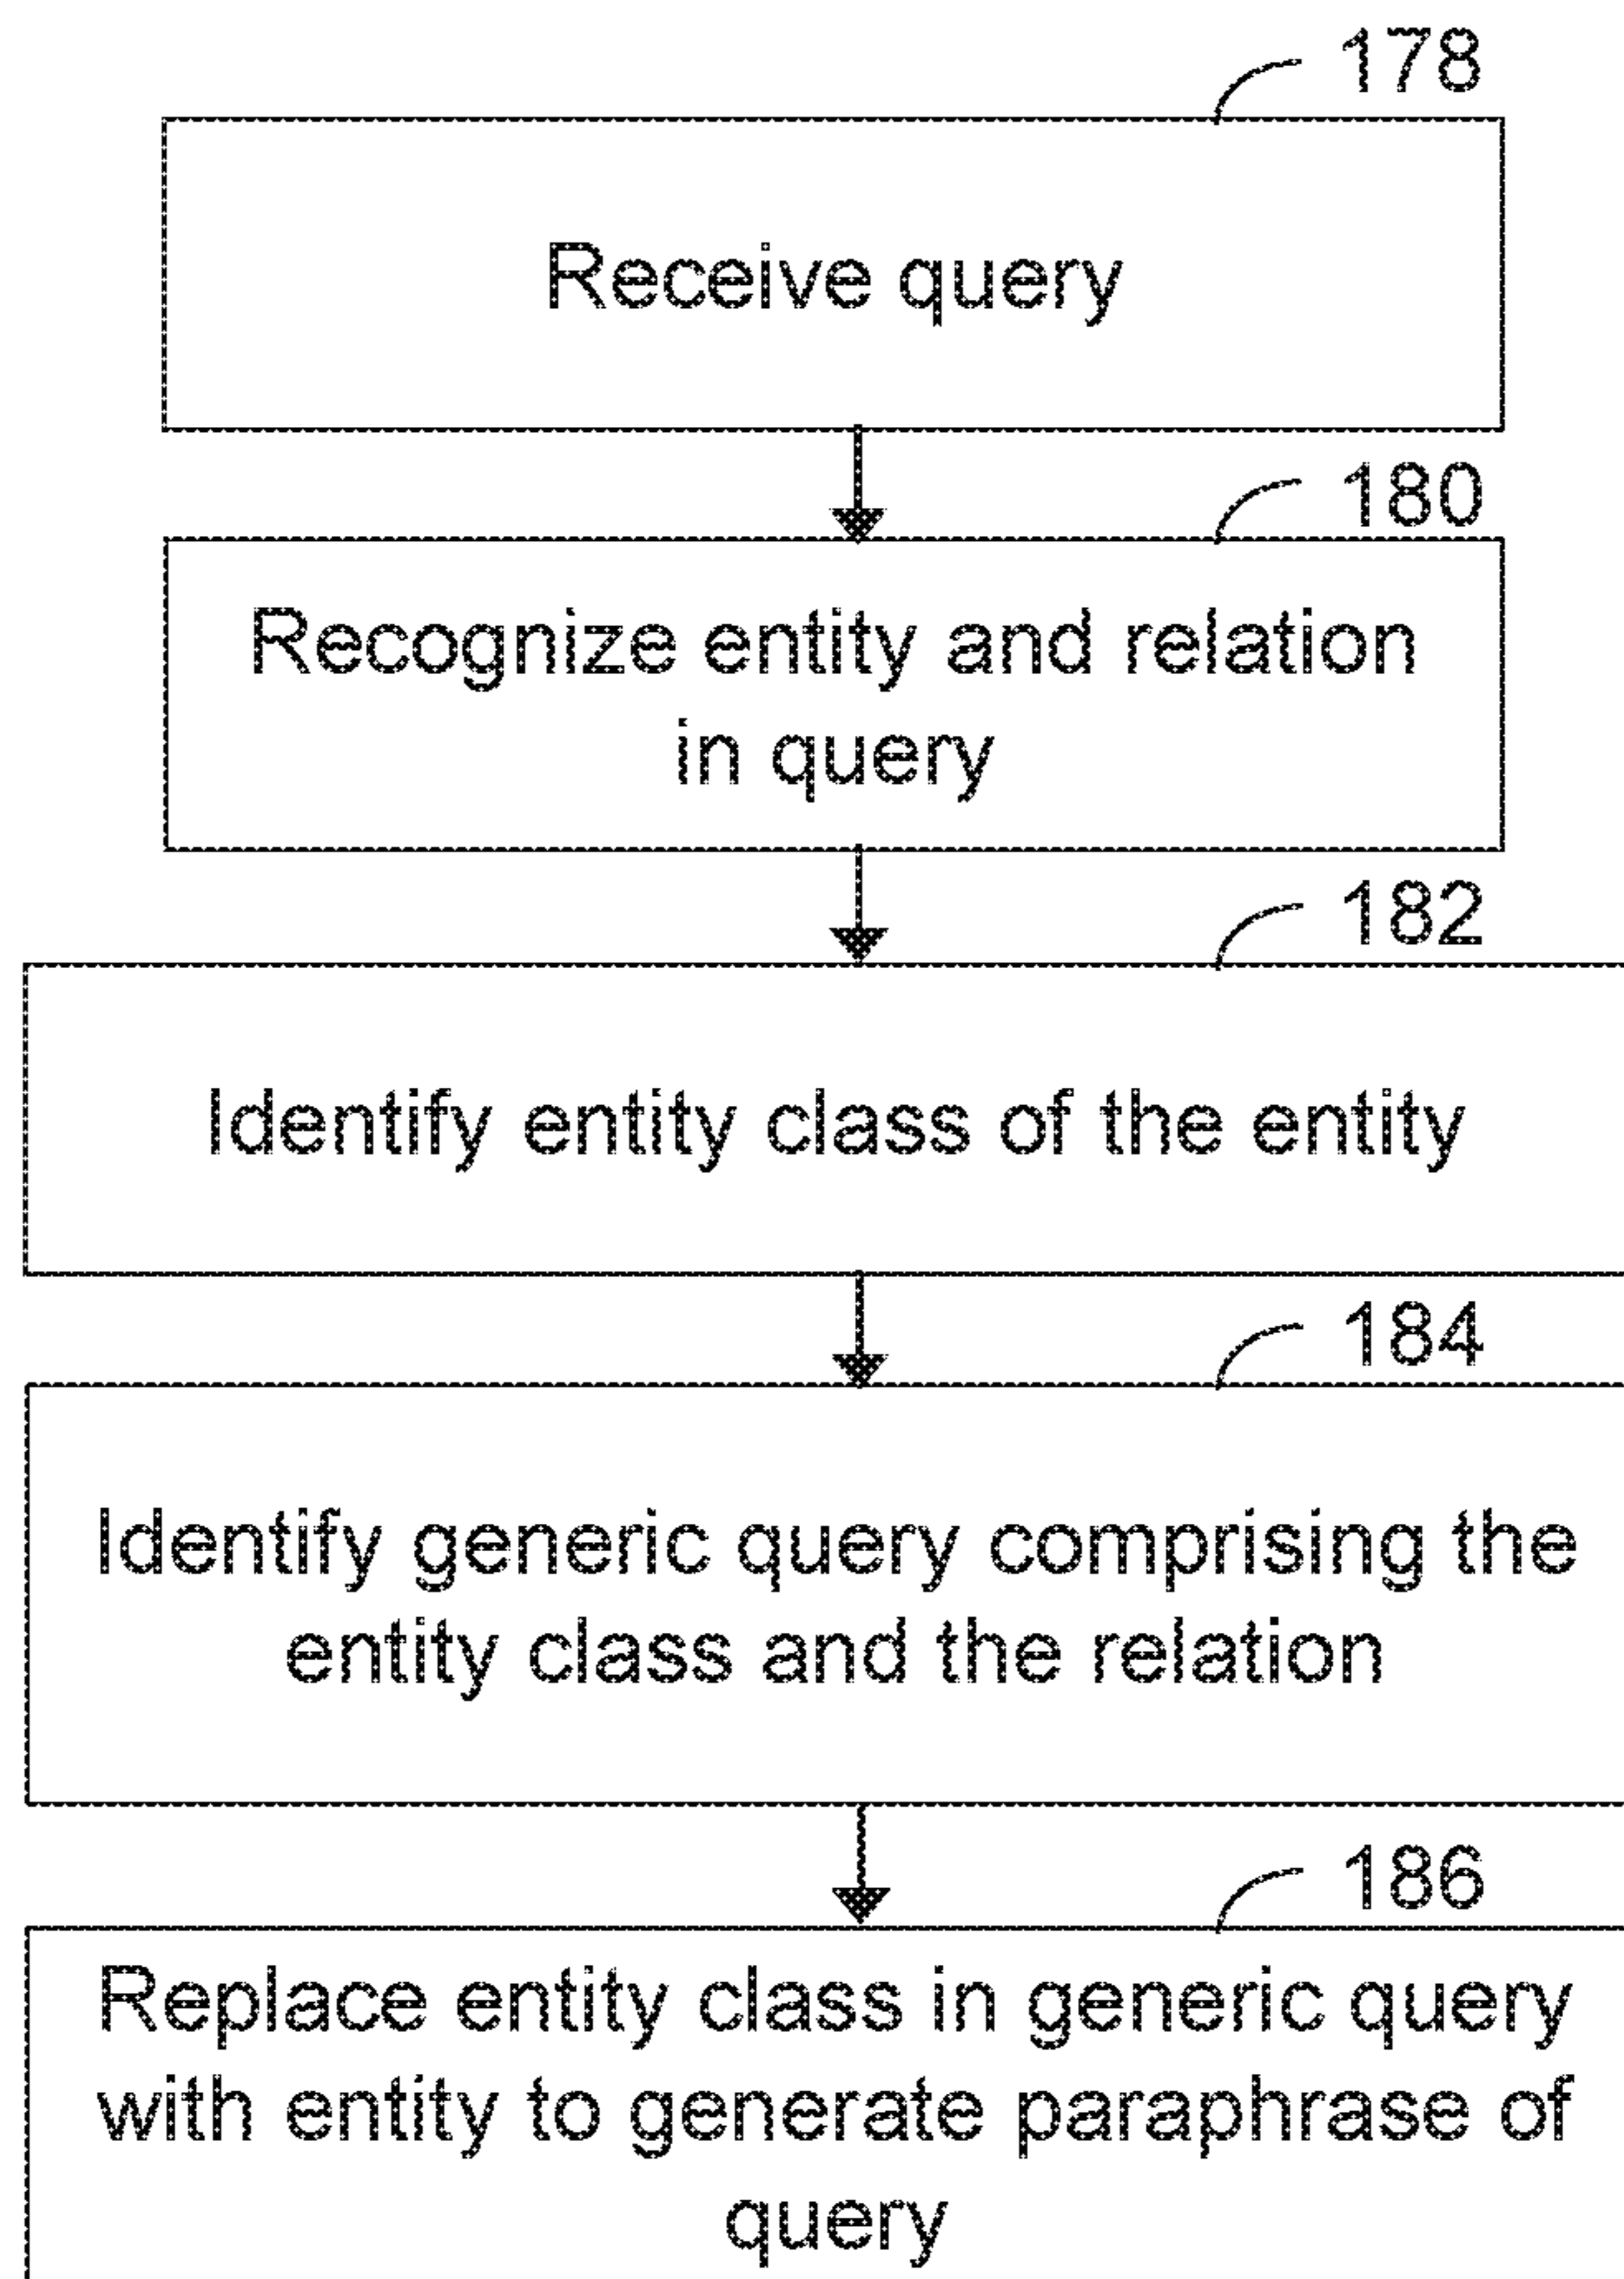 178
Receive query
180
Recognize entity and relation
in query
182
Identify entity class of the entity
184
Identify generic query comprising the
entity class and the relation
186
Replace entity class in generic query
with entity to generate paraphrase of
query